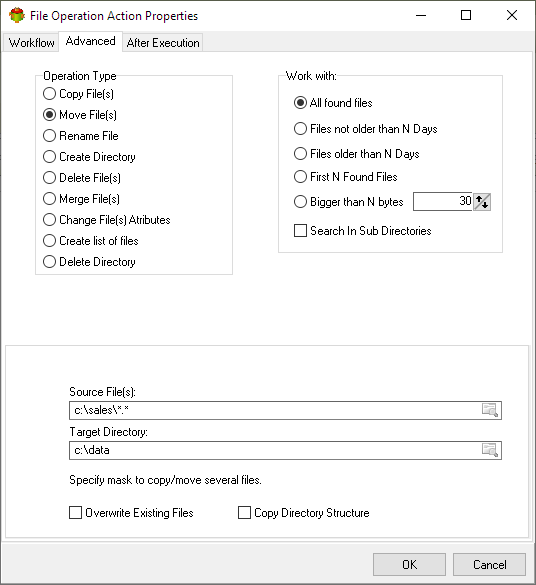 File Operation Action Properties
Workflow
Advanced
After Execution
Operation Type
Copy File(s)
Move File(s)
Rename File
Create Directory
Delete File(s)
Merge File(s)
Change File(s) Atributes
Create list of files
Delete Directory
Work with:
All found files
Files not older than N Days
Files older than N Days
First N Found Files
Bigger than N bytes
30
Search In Sub Directories
Source File(s):
c:\sales\*.*
Target Directory:
c:\data
Specify mask to copy/move several files.
Overwrite Existing Files
Copy Directory Structure
OK
Cancel